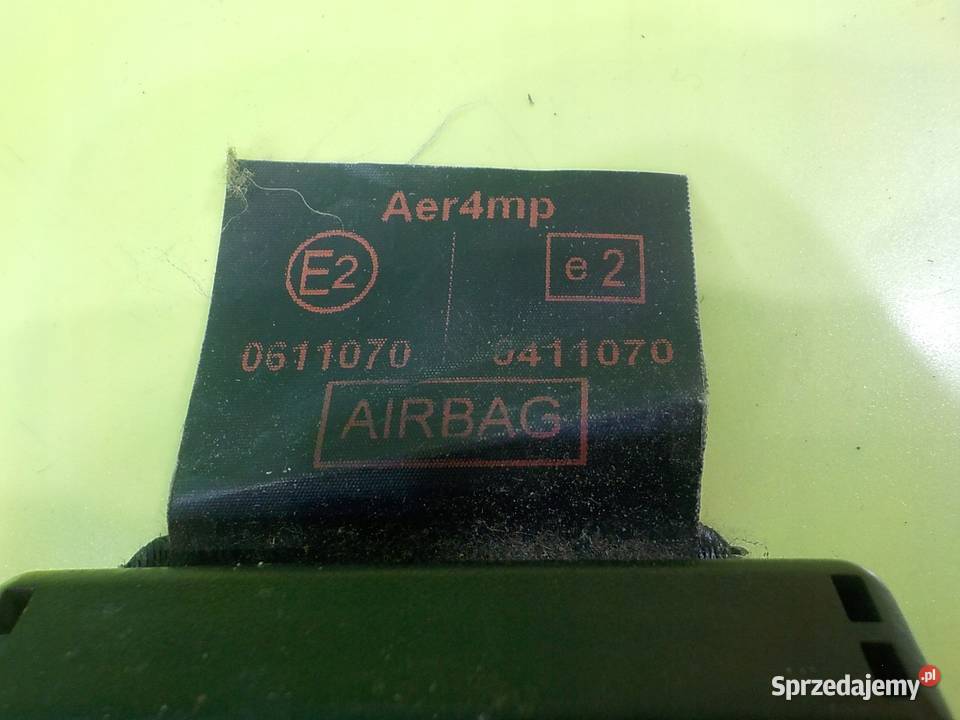 Aer4mp
E2 e 2
0611070 0411070
AIRBAG
Sprzedajemy.pl